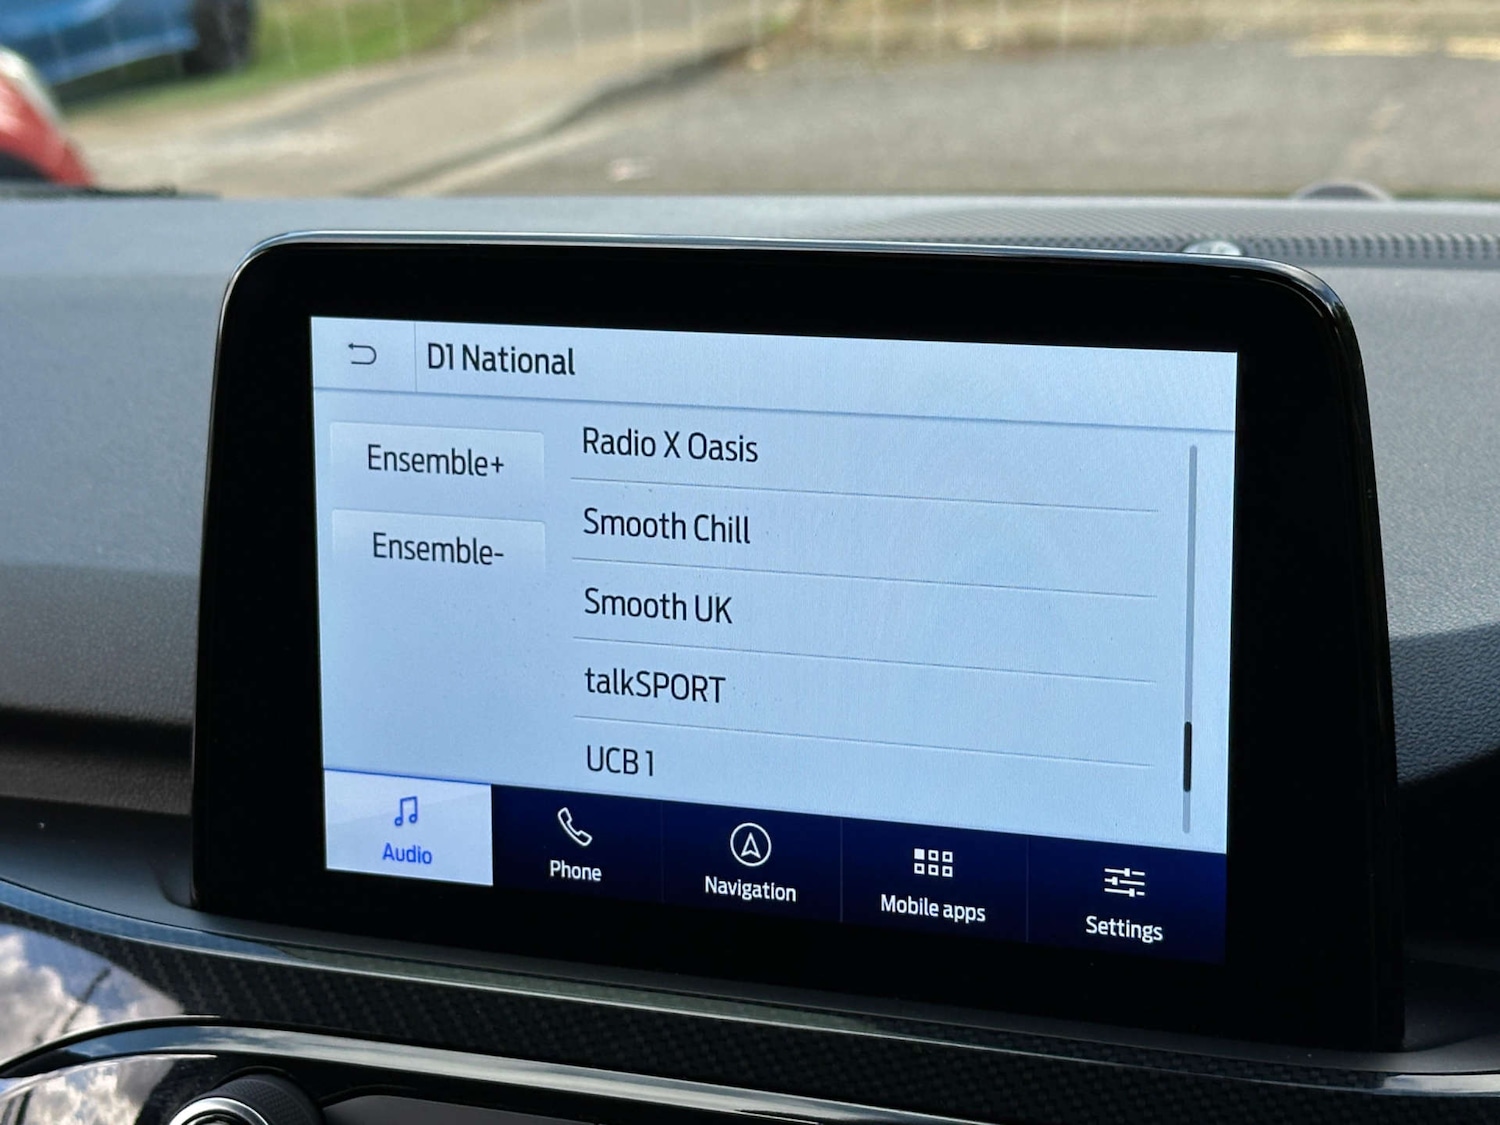 D1 National
Ensemble+
Ensemble-
Radio X Oasis
Smooth Chill
Smooth UK
talkSPORT
UCB 1
Audio
Phone
Navigation
Mobile apps
Settings